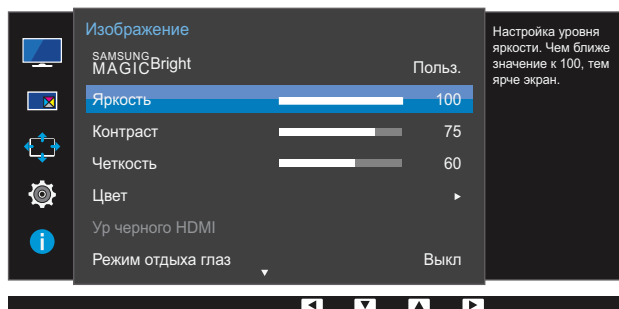 Изображение
SAMSUNG
MAGICBright Польз.
Яркость 100
Контраст 75
Четкость 60
Цвет
Ур черного HDMI
Режим отдыха глаз Выкл
Настройка уровня
яркости. Чем ближе
значение к 100, тем
ярче экран.